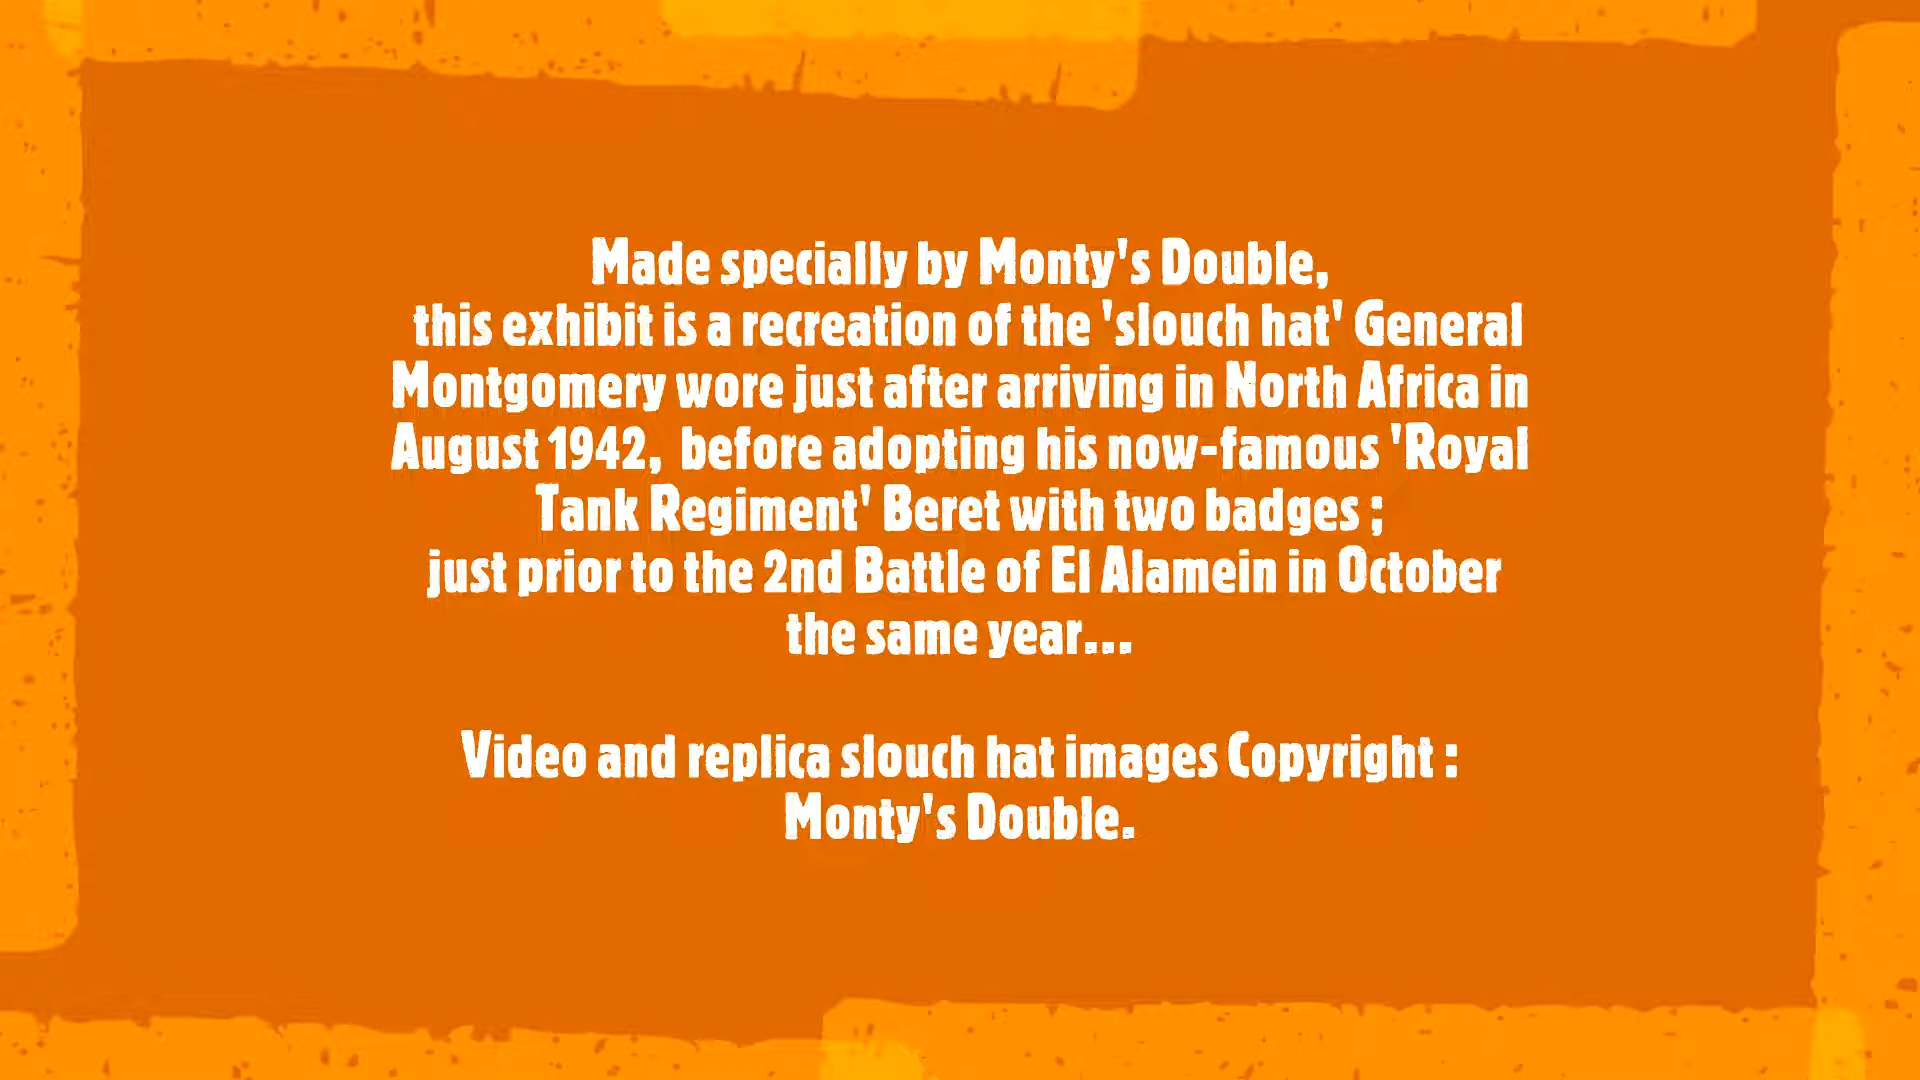 Made specially by Monty's Double,
this exhibit is a recreation of the 'slouch hat' General
Montgomery wore just after arriving in North Africa in
August 1942,  before adopting his now-famous 'Royal
Tank Regiment' Beret with two badges ;
just prior to the 2nd Battle of El Alamein in October
the same year...
Video and replica slouch hat images Copyright :
Monty's Double.